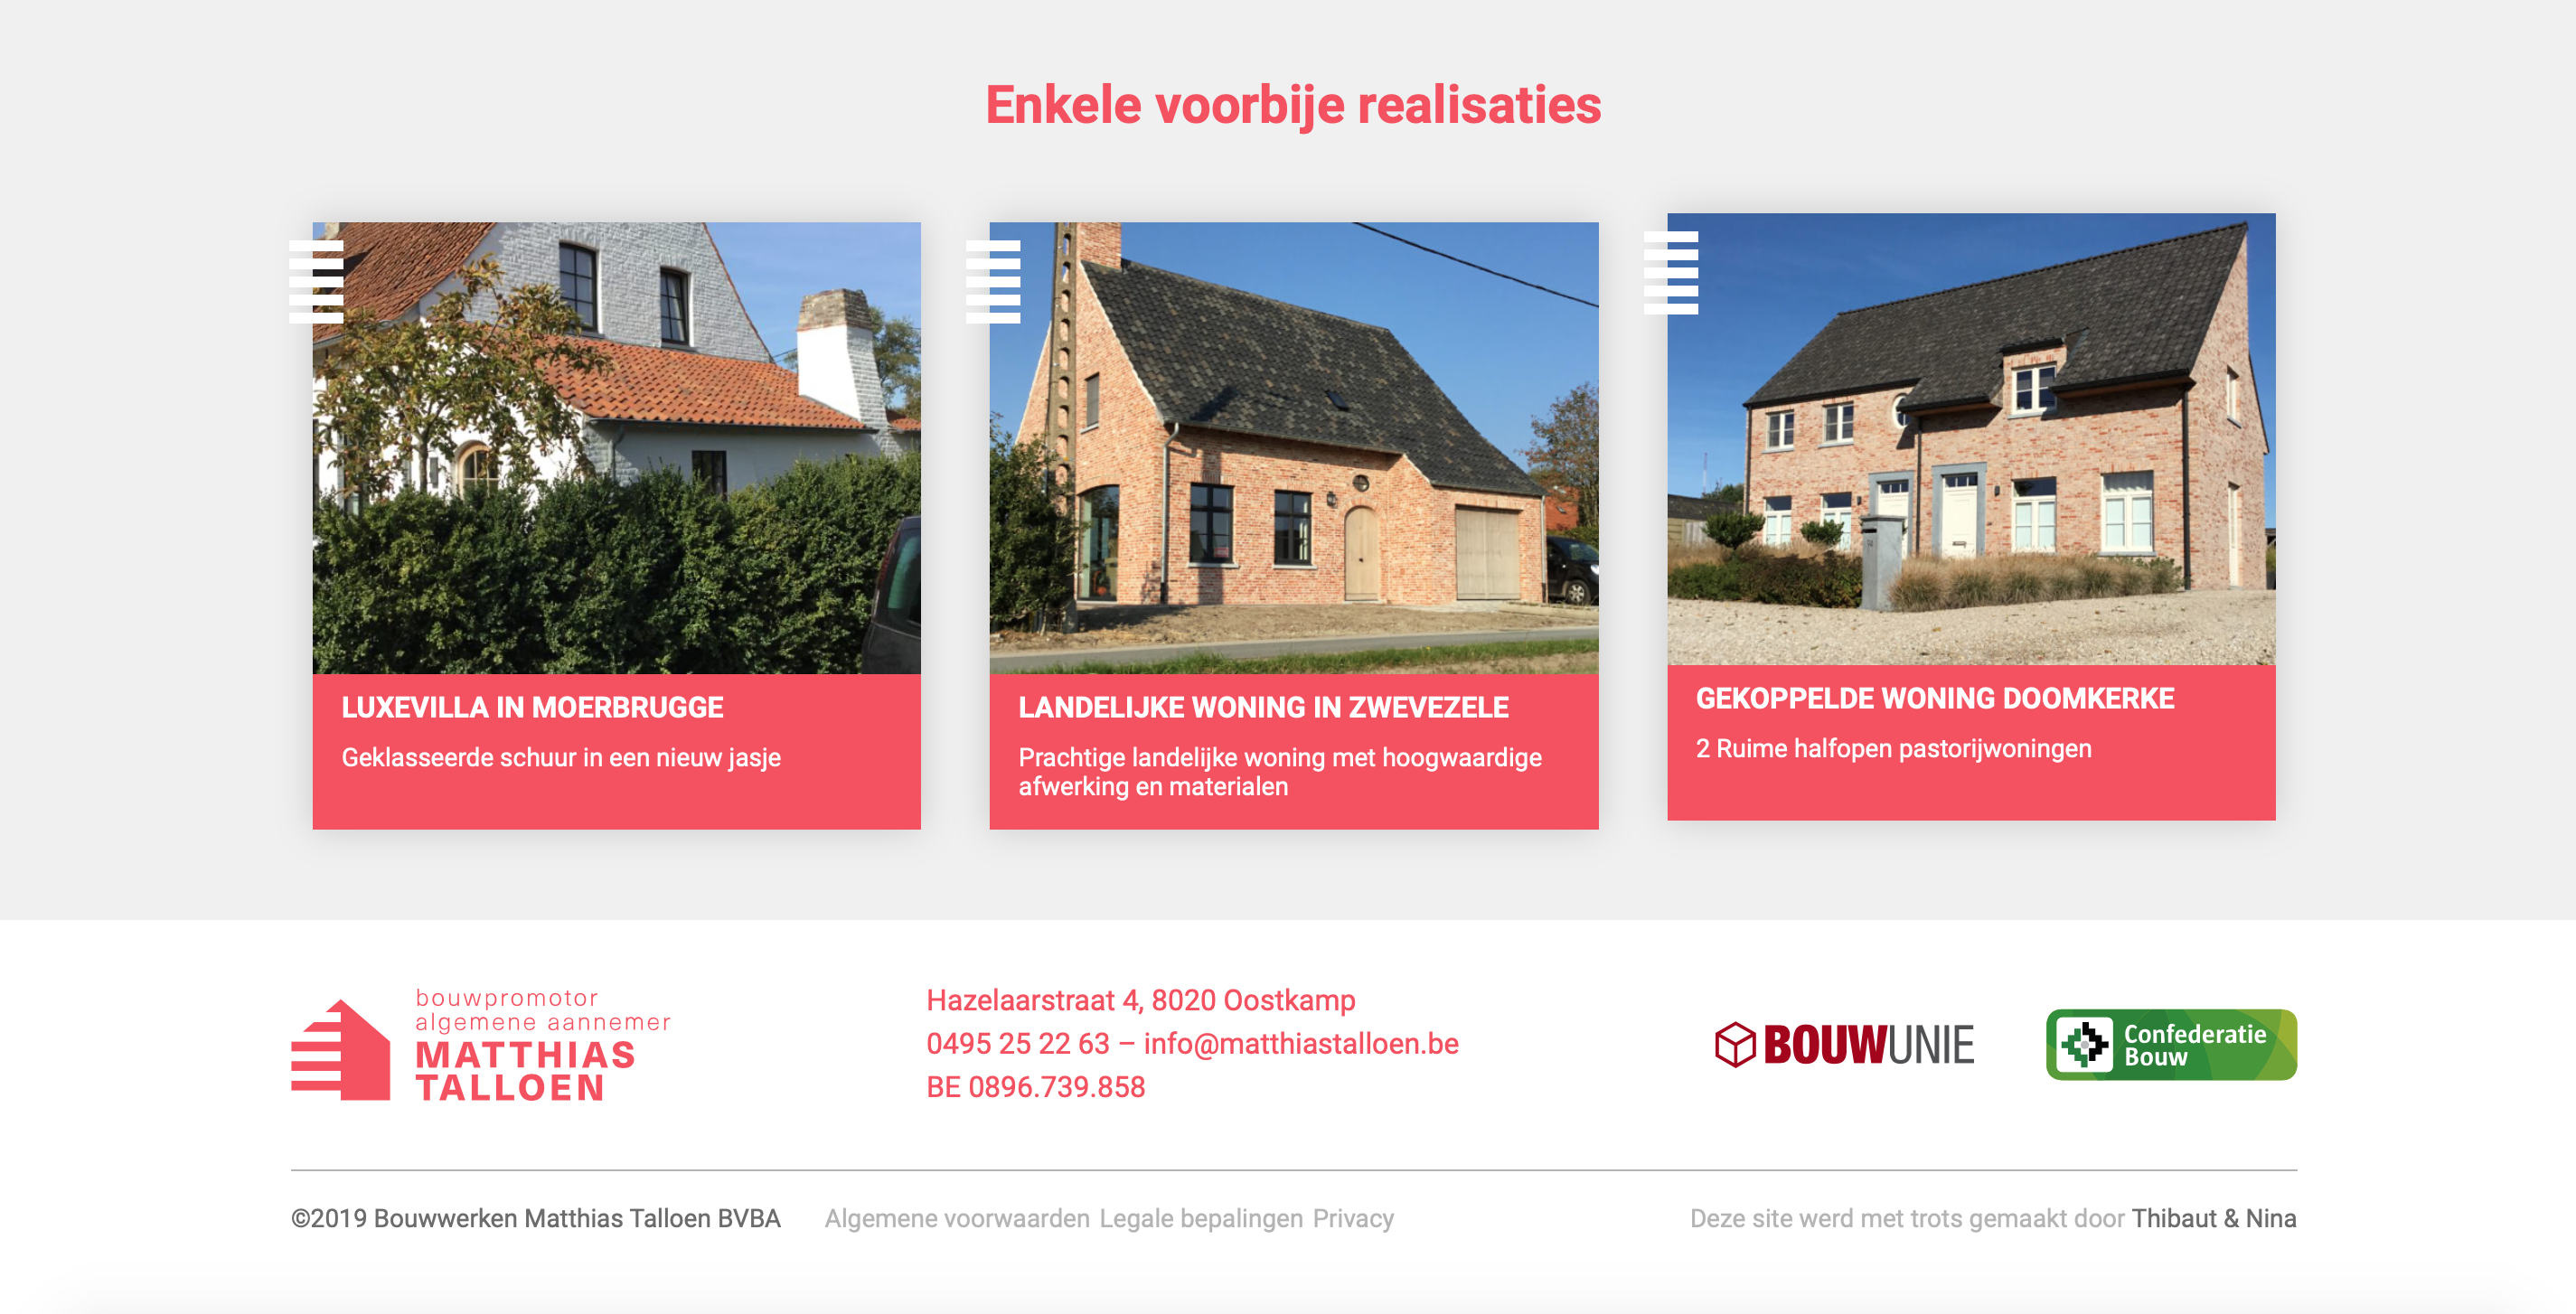 Enkele voorbije realisaties
LUXEVILLA IN MOERBRUGGE
Geklasseerde schuur in een nieuw jasje
LANDELIJKE WONING IN ZWEVEZELE
Prachtige landelijke woning met hoogwaardige
afwerking en materialen
GEKOPPELDE WONING DOOMKERKE
2 Ruime halfopen pastorijwoningen
bouwpromotor
algemene aannemer
MATTHIAS
TALLOEN
Hazelaarstraat 4, 8020 Oostkamp
0495 25 22 63 – info@matthiastalloen.be
BE 0896.739.858
BOUWUNIE
Confederatie
Bouw
©2019 Bouwwerken Matthias Talloen BVBA Algemene voorwaarden Legale bepalingen Privacy Deze site werd met trots gemaakt door Thibaut & Nina